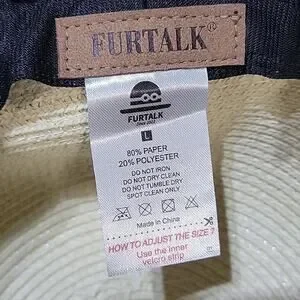 FURTALK®
FURTALK
L
80% PAPER
20% POLYESTER
DO NOT IRON
DO NOT DRY CLEAN
DO NOT TUMBLE DRY
SPOT CLEAN ONLY
Made in China
HOW TO ADJUST THE SIZE ?
Use the inner
velcro strip